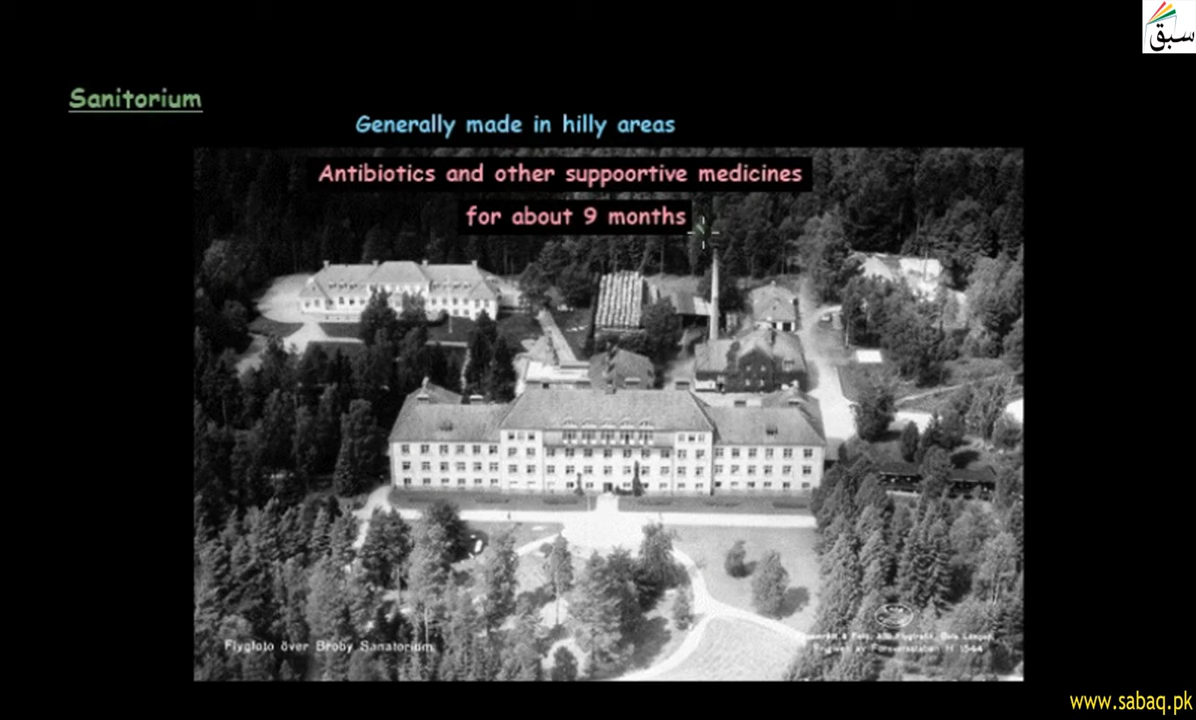 سبق
Sanitorium
Generally made in hilly areas
Antibiotics and other suppoortive medicines
for about 9 months
Flygfoto över Broby Sanatorium
www.sabaq.pk